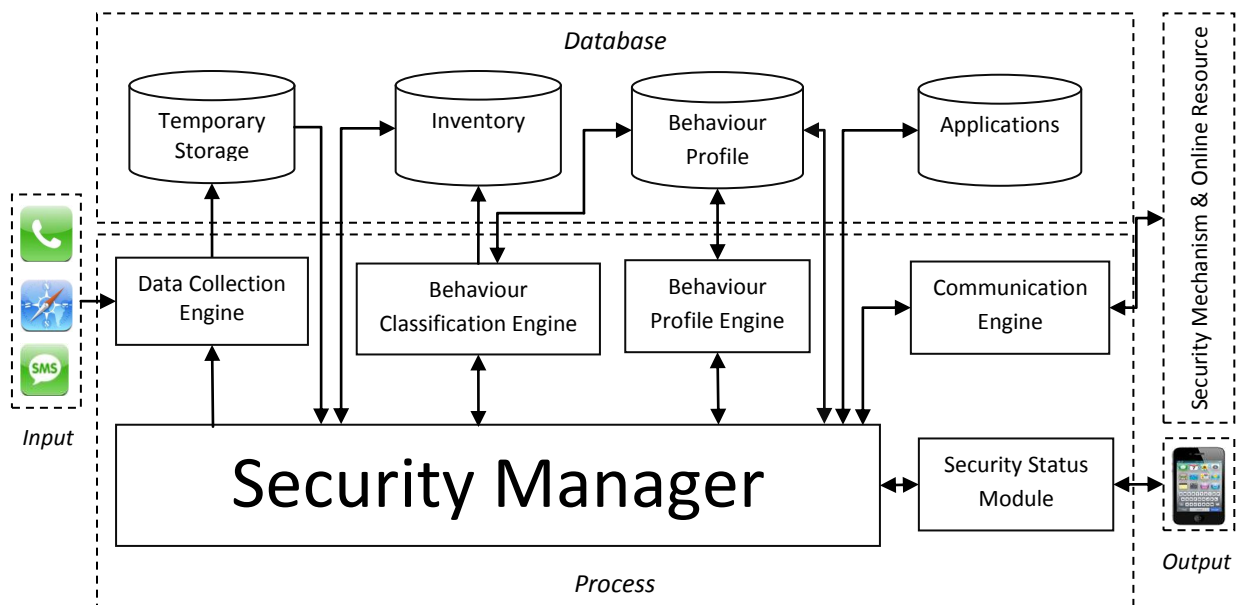 Database
Temporary
Storage
Inventory
Behaviour
Profile
Applications
Security Mechanism & Online Resource
Data Collection
Engine
Behaviour
Classification Engine
Behaviour
Profile Engine
Communication
Engine
SMS
Input
Security Manager
Security Status
Module
Process
Output